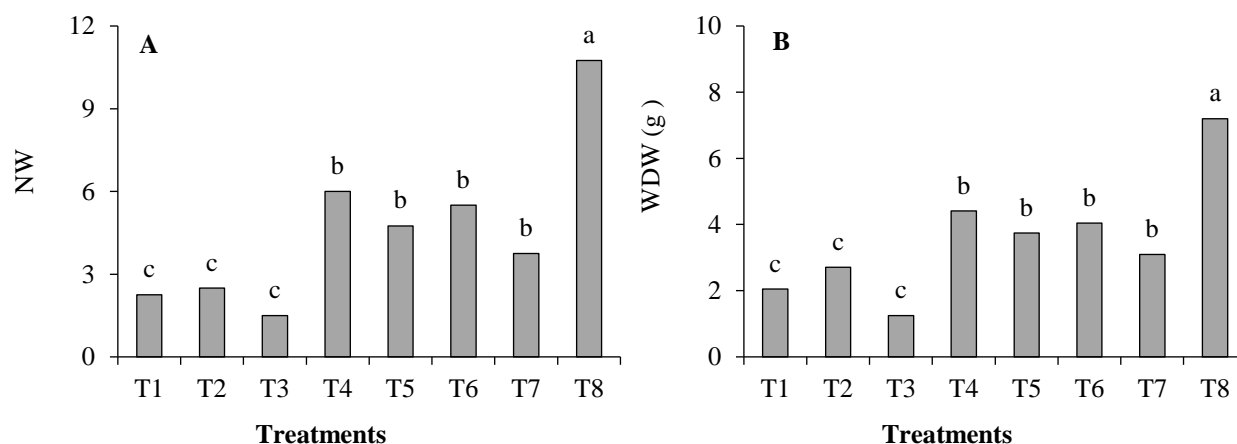 A
NW
12
9
6
3
0
c
c
c
b
b
b
b
a
T1 T2 T3 T4 T5 T6 T7 T8
Treatments
B
WDW (g )
10
8
6
4
2
0
c
c
c
b
b
b
b
a
T1 T2 T3 T4 T5 T6 T7 T8
Treatments